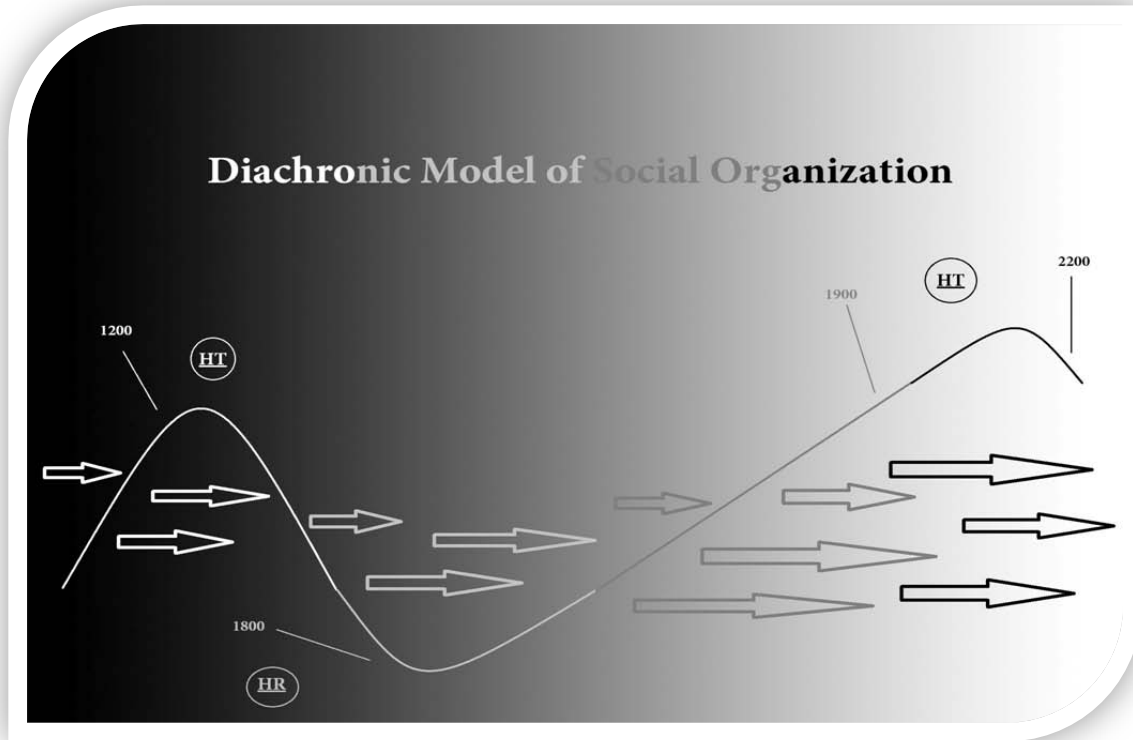 Diachronic Model of Social Organization
2200
HT
1900
1200
HT
1800
HR